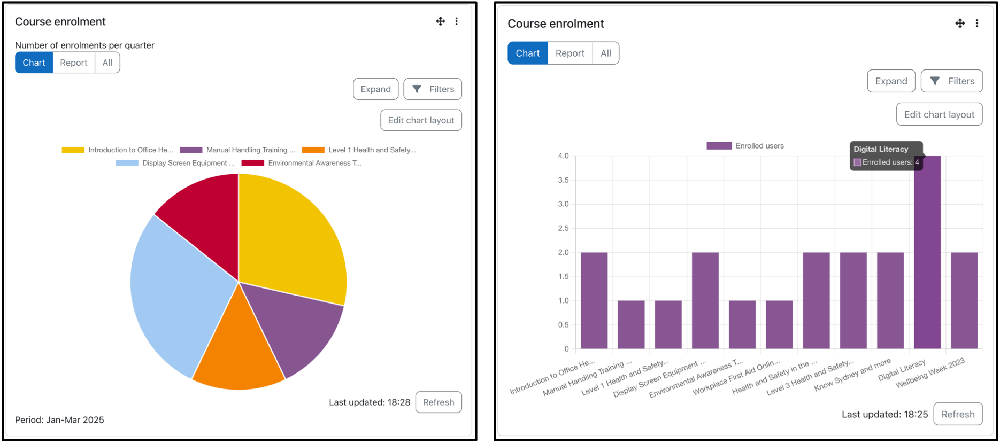 Course enrolment
Number of enrolments per quarter
Chart Report All
Expand Filters
Edit chart layout
Introduction to Office He... Manual Handling Training ... Level 1 Health and Safety...
Display Screen Equipment ... Environmental Awareness T...
Last updated: 18:28 Refresh
Period: Jan-Mar 2025
Course enrolment
Chart Report All
Expand Filters
Edit chart layout
Enrolled users
Digital Literacy
Enrolled users: 4
4.0
3.5
3.0
2.5
2.0
1.5
1.0
0.5
0
Introduction to Office He...
Manual Handling Training ...
Level 1 Health and Safety...
Display Screen Equipment ...
Environmental Awareness T...
Workplace First Aid Onlin...
Health and Safety in the ...
Level 3 Health and Safety...
Know Sydney and more
Digital Literacy
Wellbeing Week 2023
Last updated: 18:25 Refresh